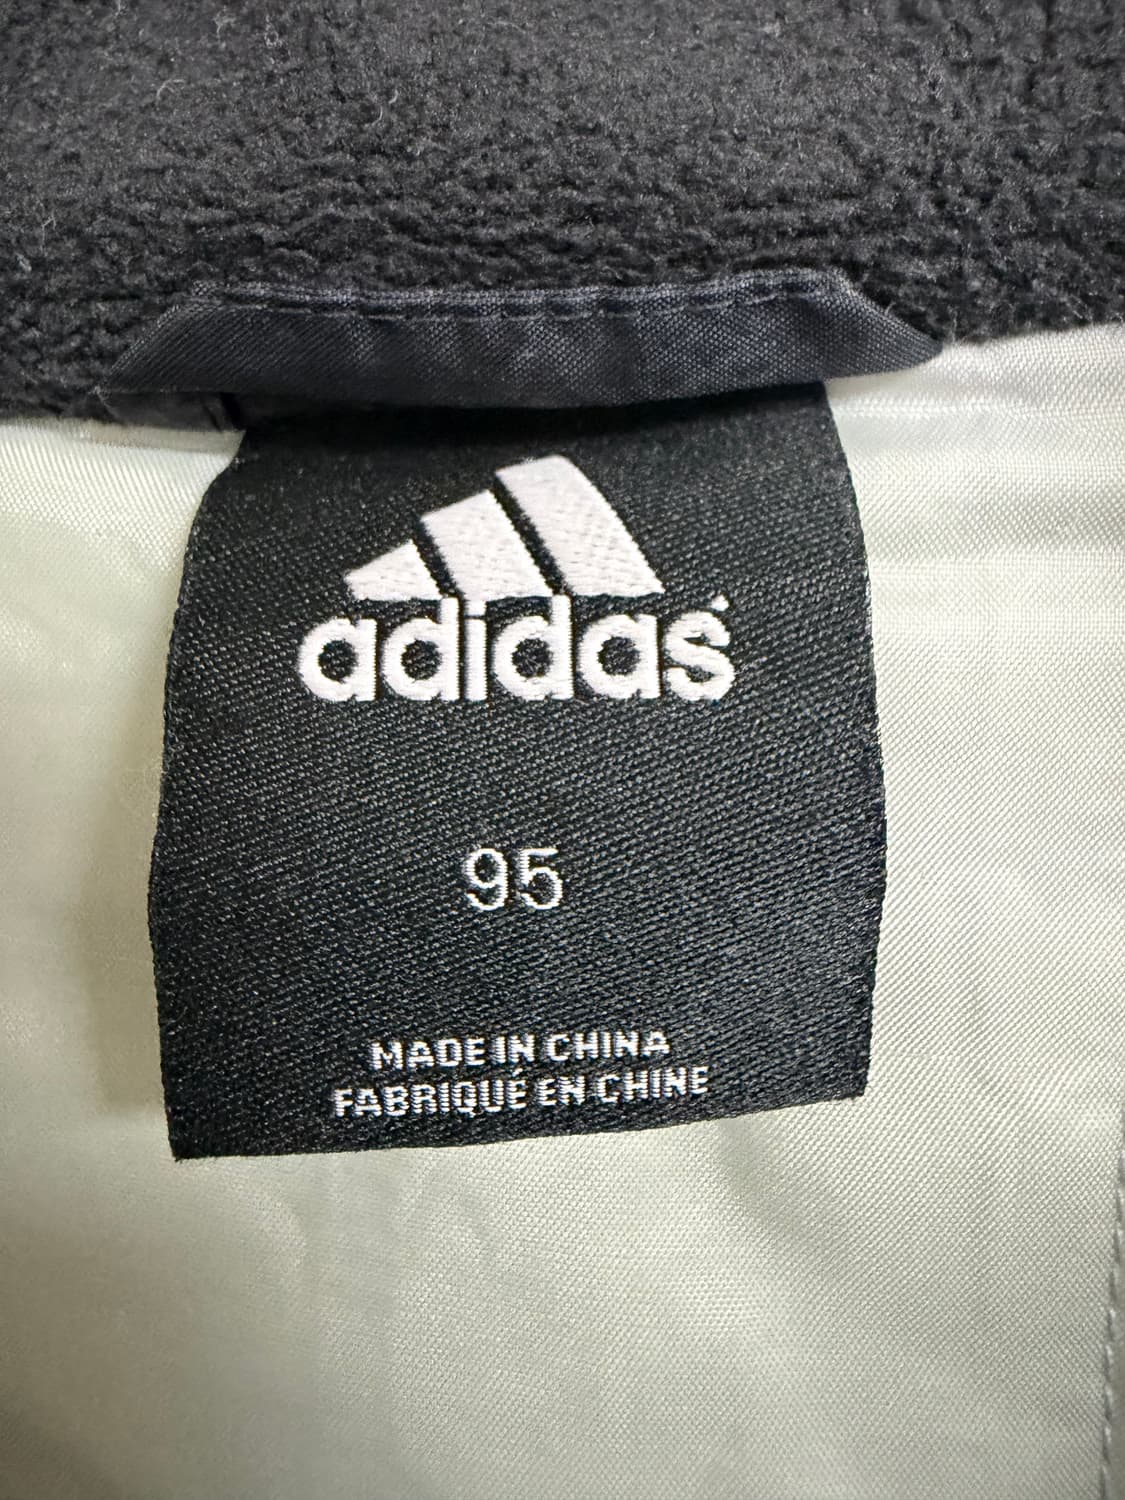 adidas
95
MADE IN CHINA
FABRIQUÉ EN CHINE